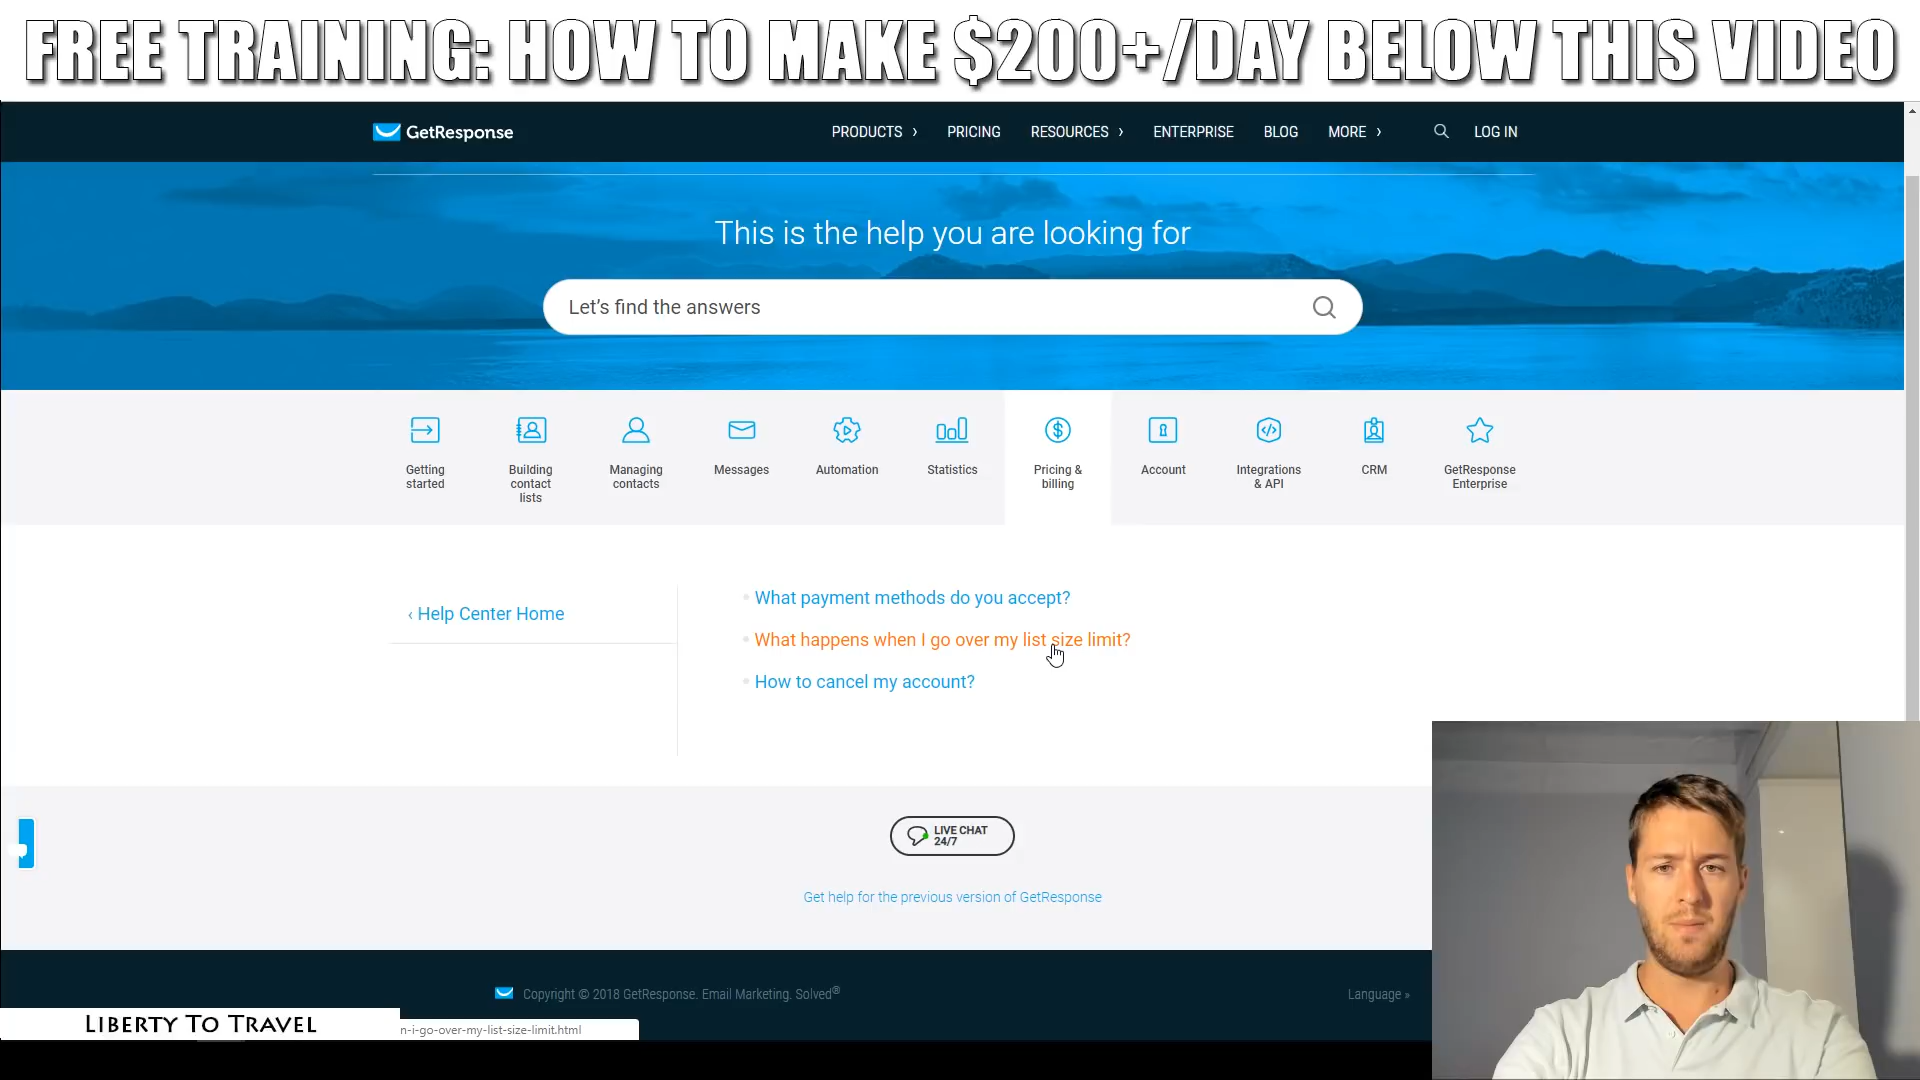 FREE TRAINING: HOW TO MAKE $200+/DAY BELOW THIS VIDEO
GetResponse
PRODUCTS › PRICING RESOURCES › ENTERPRISE BLOG MORE › LOG IN
This is the help you are looking for
Let’s find the answers
Getting
started
Building
contact
lists
Managing
contacts
Messages
Automation
Statistics
Pricing &
billing
Account
Integrations
& API
CRM
GetResponse
Enterprise
‹ Help Center Home
What payment methods do you accept?
What happens when I go over my list size limit?
How to cancel my account?
LIVE CHAT
24/7
Get help for the previous version of GetResponse
Copyright © 2018 GetResponse. Email Marketing. Solved®
Language »
LIBERTY TO TRAVEL
n-i-go-over-my-list-size-limit.html